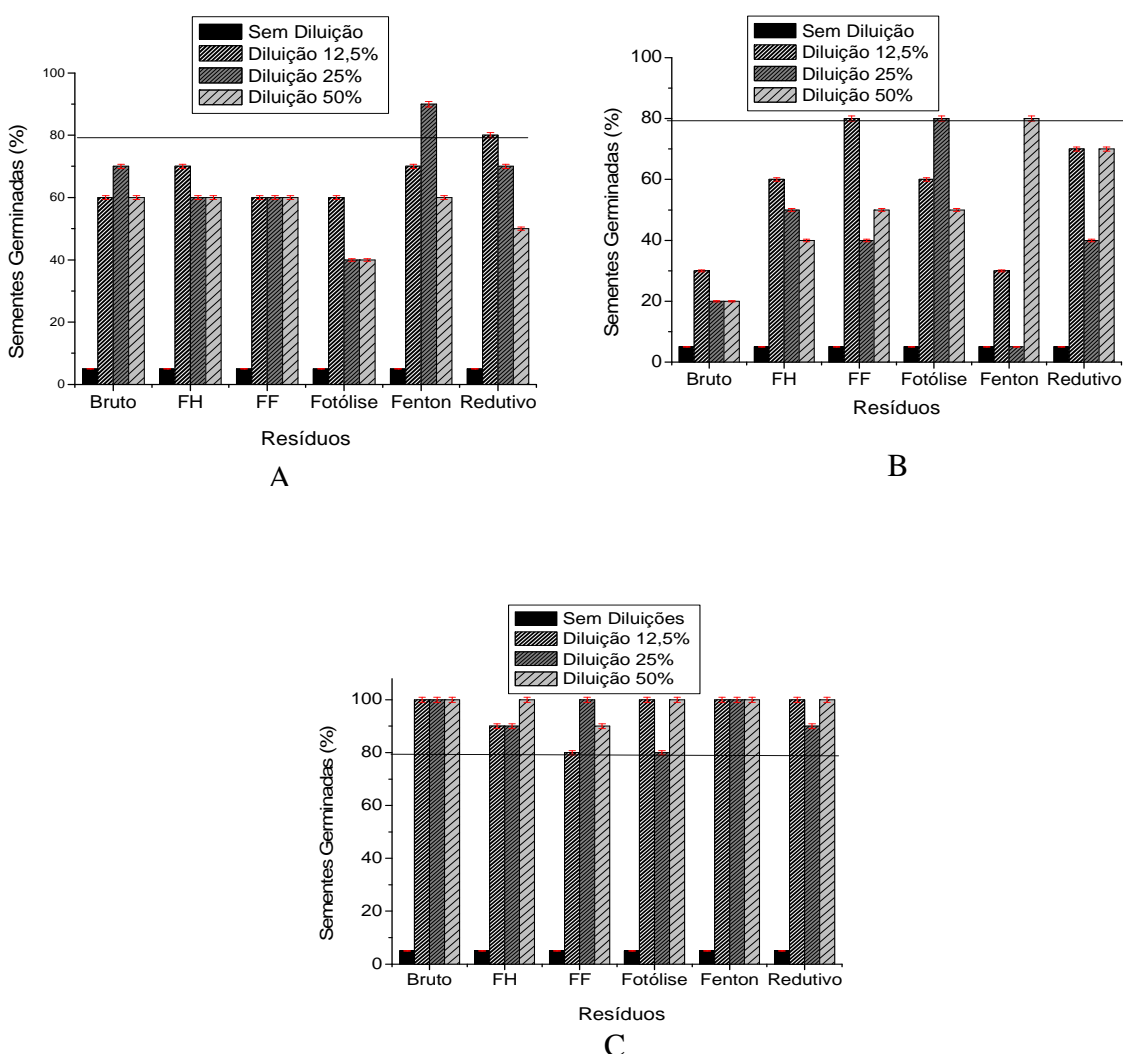 Sem Diluição
Diluição 12,5%
Diluição 25%
Diluição 50%
Sementes Germinadas (%)
100
80
60
40
20
0
Bruto FH FF Fotólise Fenton Redutivo
Resíduos
A
Sem Diluição
Diluição 12,5%
Diluição 25%
Diluição 50%
Sementes Germinadas (%)
100
80
60
40
20
0
Bruto FH FF Fotólise Fenton Redutivo
Resíduos
B
Sem Diluições
Diluição 12,5%
Diluição 25%
Diluição 50%
Sementes Germinadas (%)
100
80
60
40
20
0
Bruto FH FF Fotólise Fenton Redutivo
Resíduos
C